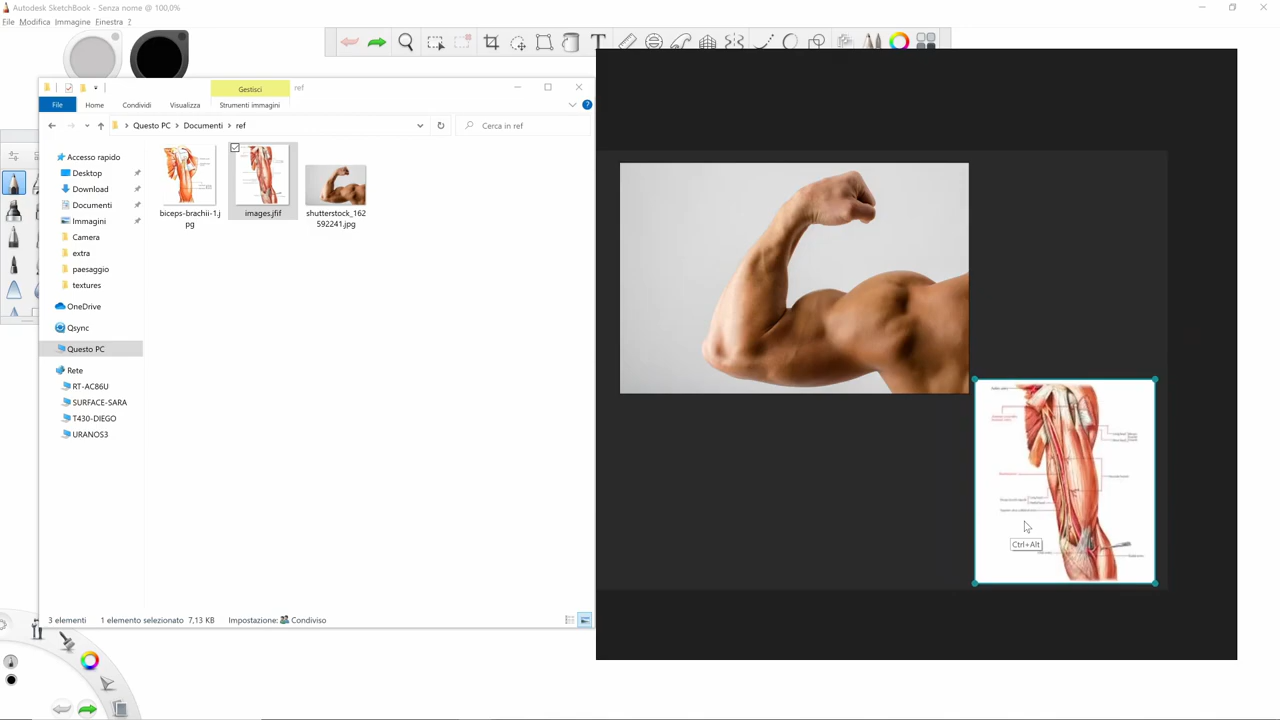 Autodesk SketchBook - Senza nome @ 100,0%
File Modifica Immagine Finestra ?
Gestisci
ref
File Home Condividi Visualizza Strumenti immagini
Questo PC Documenti ref
Cerca in ref
Accesso rapido
Desktop
Download
Documenti
Immagini
Camera
extra
paesaggio
textures
OneDrive
Qsync
Questo PC
Rete
RT-AC86U
SURFACE-SARA
T430-DIEGO
URANOS3
biceps-brachii-1.j
pg
images.jfif
shutterstock_162
592241.jpg
Ctrl+Alt
3 elementi 1 elemento selezionato 7,13 KB Impostazione: Condiviso